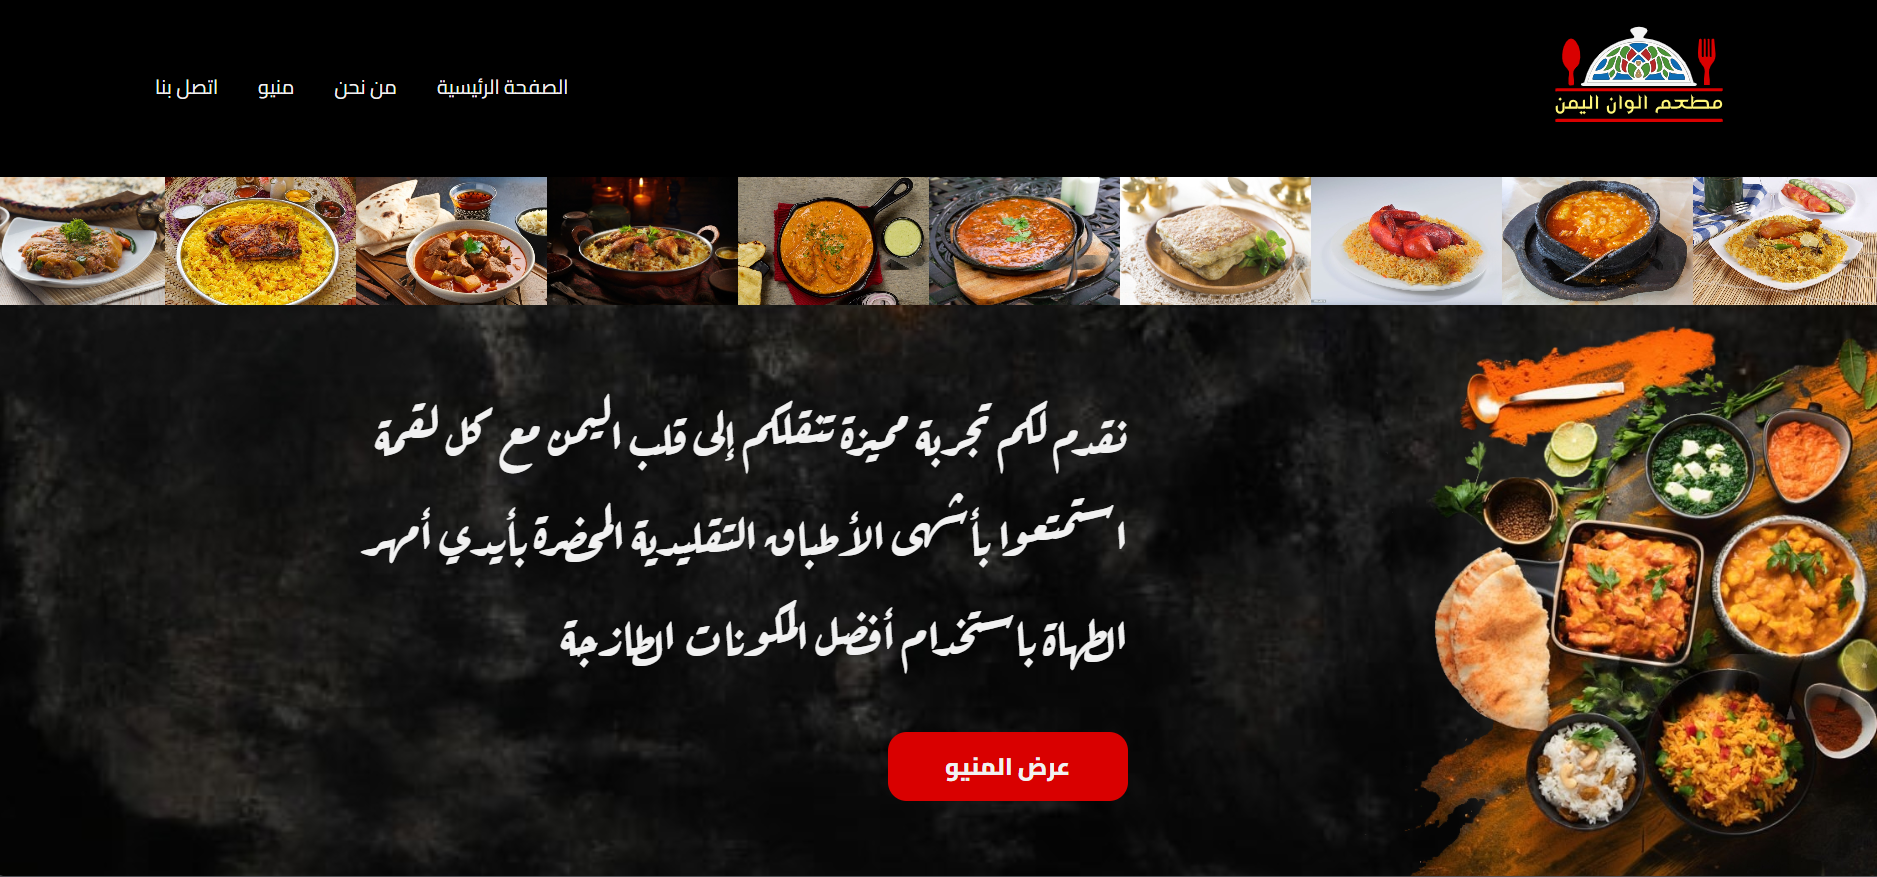 مطعم الوان اليمن
الصفحة الرئيسية
من نحن
منيو
اتصل بنا
نقدم لكم تجربة مميزة تنقلكم إلى قلب اليمن مع كل لقمة
استمتعوا بأشهى الأطباق التقليدية المحضرة بأيدي أمهر
الطهاة باستخدام أفضل المكونات الطازجة
عرض المنيو